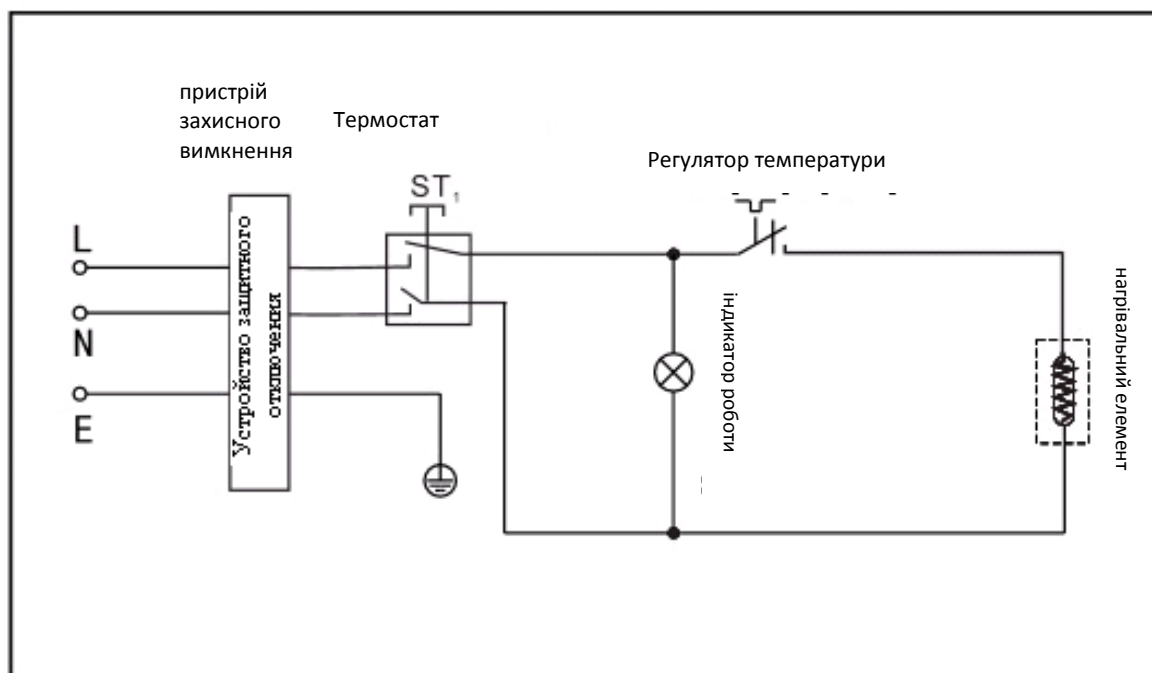 пристрій
захисного
вимкнення
Термостат
Регулятор температури
ST₁
L
N
E
Устройство защитного
отключения
індикатор роботи
нагрівальний елемент